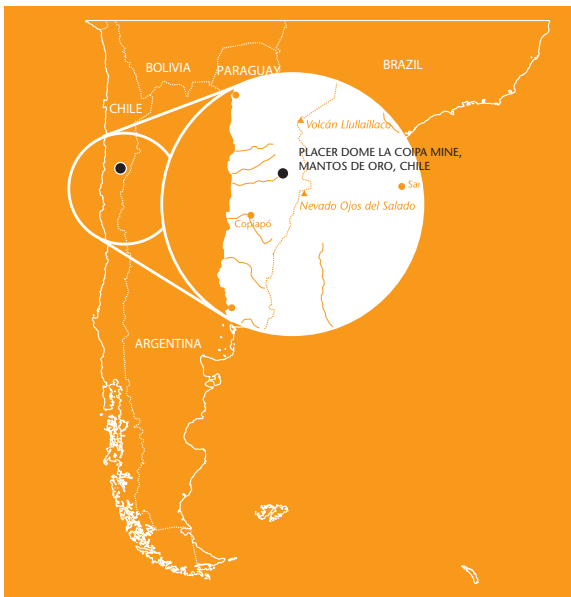 BOLIVIA
PARAGUAY
BRAZIL
CHILE
Volcán Llullaillaco
PLACER DOME LA COIPA MINE,
MANTOS DE ORO, CHILE
Sar
Nevado Ojos del Salado
Copiapó
ARGENTINA